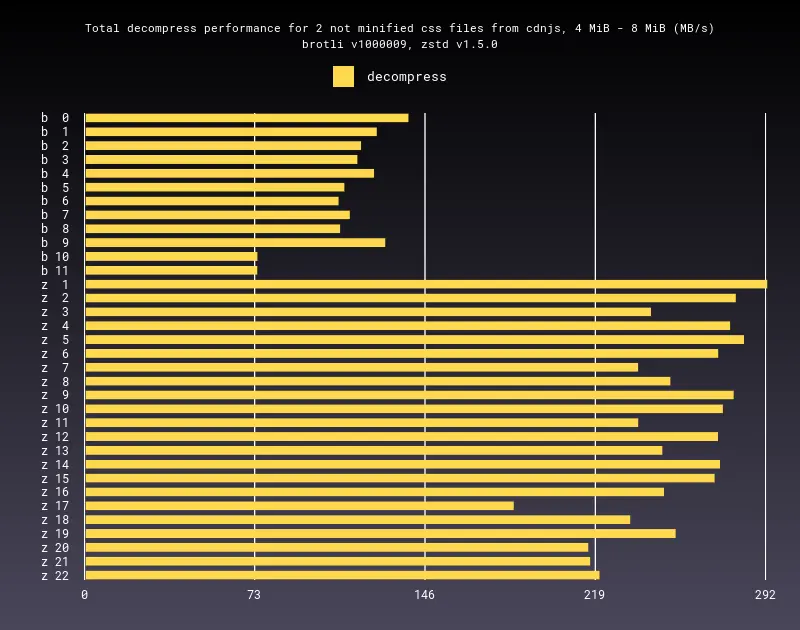 Total decompress performance for 2 not minified css files from cdnjs, 4 MiB - 8 MiB (MB/s)
brotli v1000009, zstd v1.5.0
decompress
b 0
b 1
b 2
b 3
b 4
b 5
b 6
b 7
b 8
b 9
b 10
b 11
z 1
z 2
z 3
z 4
z 5
z 6
z 7
z 8
z 9
z 10
z 11
z 12
z 13
z 14
z 15
z 16
z 17
z 18
z 19
z 20
z 21
z 22
0 73 146 219 292